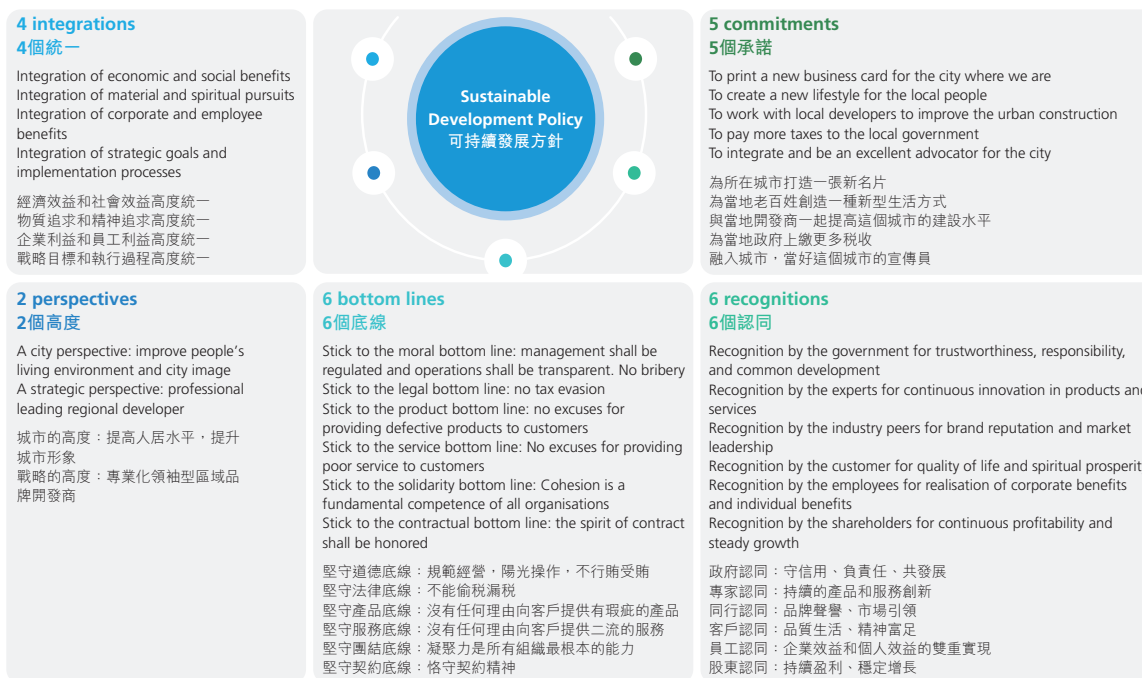 4 integrations
4個統一
Integration of economic and social benefits
Integration of material and spiritual pursuits
Integration of corporate and employee
benefits
Integration of strategic goals and
implementation processes
經濟效益和社會效益高度統一
物質追求和精神追求高度統一
企業利益和員工利益高度統一
戰略目標和執行過程高度統一
Sustainable
Development Policy
可持續發展方針
5 commitments
5個承諾
To print a new business card for the city where we are
To create a new lifestyle for the local people
To work with local developers to improve the urban construction
To pay more taxes to the local government
To integrate and be an excellent advocator for the city
為所在城市打造一張新名片
為當地老百姓創造一種新型生活方式
與當地開發商一起提高這個城市的建設水平
為當地政府上繳更多稅收
融入城市，當好這個城市的宣傳員
2 perspectives
2個高度
A city perspective: improve people's
living environment and city image
A strategic perspective: professional
leading regional developer
城市的高度：提高人居水平，提升
城市形象
戰略的高度：專業化領袖型區域品
牌開發商
6 bottom lines
6個底線
Stick to the moral bottom line: management shall be
regulated and operations shall be transparent. No bribery
Stick to the legal bottom line: no tax evasion
Stick to the product bottom line: no excuses for
providing defective products to customers
Stick to the service bottom line: No excuses for providing
poor service to customers
Stick to the solidarity bottom line: Cohesion is a
fundamental competence of all organisations
Stick to the contractual bottom line: the spirit of contract
shall be honored
堅守道德底線：規範經營，陽光操作，不行賄受賄
堅守法律底線：不能偷稅漏稅
堅守產品底線：沒有任何理由向客戶提供有瑕疵的產品
堅守服務底線：沒有任何理由向客戶提供二流的服務
堅守團結底線：凝聚力是所有組織最根本的能力
堅守契約底線：恪守契約精神
6 recognitions
6個認同
Recognition by the government for trustworthiness, responsibility,
and common development
Recognition by the experts for continuous innovation in products and
services
Recognition by the industry peers for brand reputation and market
leadership
Recognition by the customer for quality of life and spiritual prosperit
Recognition by the employees for realisation of corporate benefits
and individual benefits
Recognition by the shareholders for continuous profitability and
steady growth
政府認同：守信用、負責任、共發展
專家認同：持續的產品和服務創新
同行認同：品牌聲譽、市場引領
客戶認同：品質生活、精神富足
員工認同：企業效益和個人效益的雙重實現
股東認同：持續盈利、穩定增長